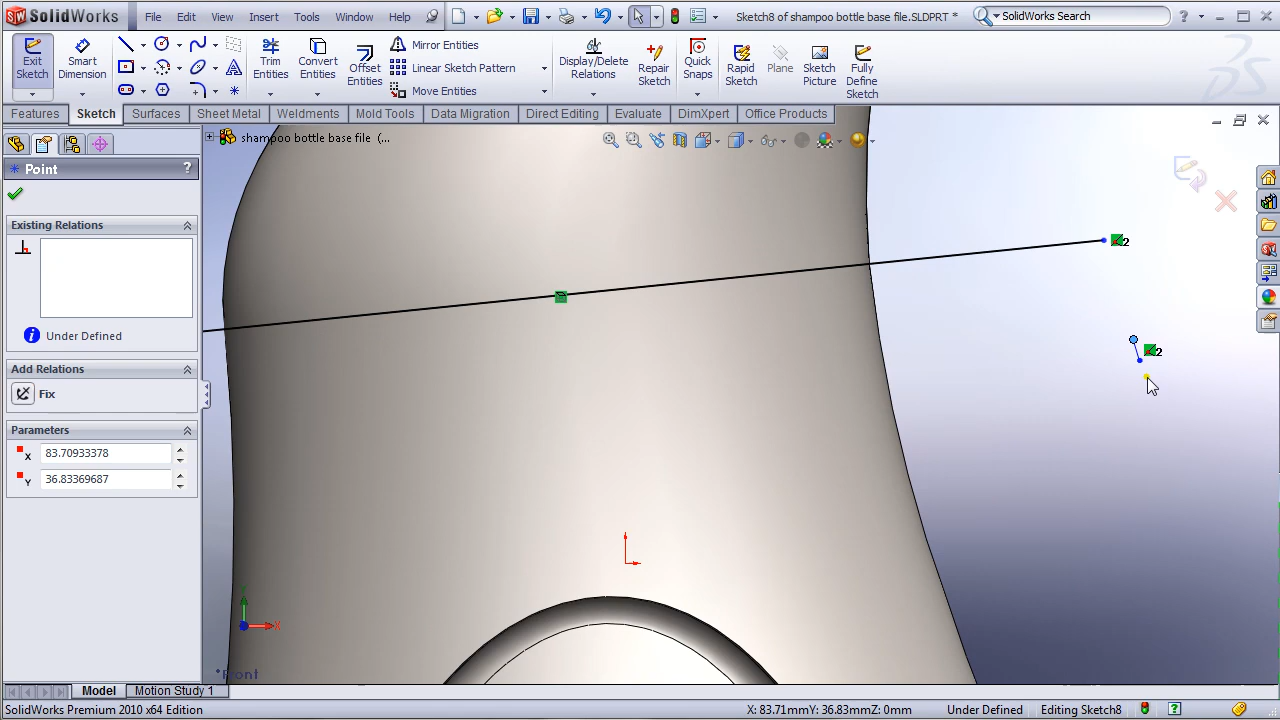 SolidWorks File Edit View Insert Tools Window Help Sketch8 of shampoo bottle base file.SLDPRT * SolidWorks Search
Exit Sketch
Smart Dimension
Trim Entities
Convert Entities
Offset Entities
Mirror Entities
Linear Sketch Pattern
Move Entities
Display/Delete Relations
Repair Sketch
Quick Snaps
Rapid Sketch
Plane
Sketch Picture
Fully Define Sketch
Features Sketch Surfaces Sheet Metal Weldments Mold Tools Data Migration Direct Editing Evaluate DimXpert Office Products
shampoo bottle base file (...
Point ?
Existing Relations
Under Defined
Add Relations
Fix
Parameters
X 83.70933378
Y 36.83369687
2
2
Y
X
*Front
Model Motion Study 1
SolidWorks Premium 2010 x64 Edition X: 83.71mm Y: 36.83mm Z: 0mm Under Defined Editing Sketch8